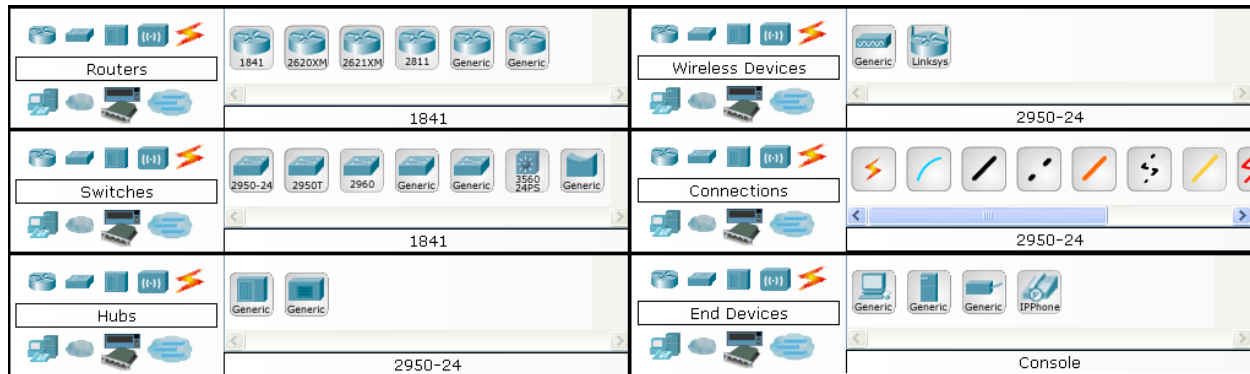 Routers
1841 2620XM 2621XM 2811 Generic Generic
1841
Switches
2950-24 2950T 2960 Generic Generic 3560 24PS Generic
1841
Hubs
Generic Generic
2950-24
Wireless Devices
Generic Linksys
2950-24
Connections
2950-24
End Devices
Generic Generic Generic IPPhone
Console